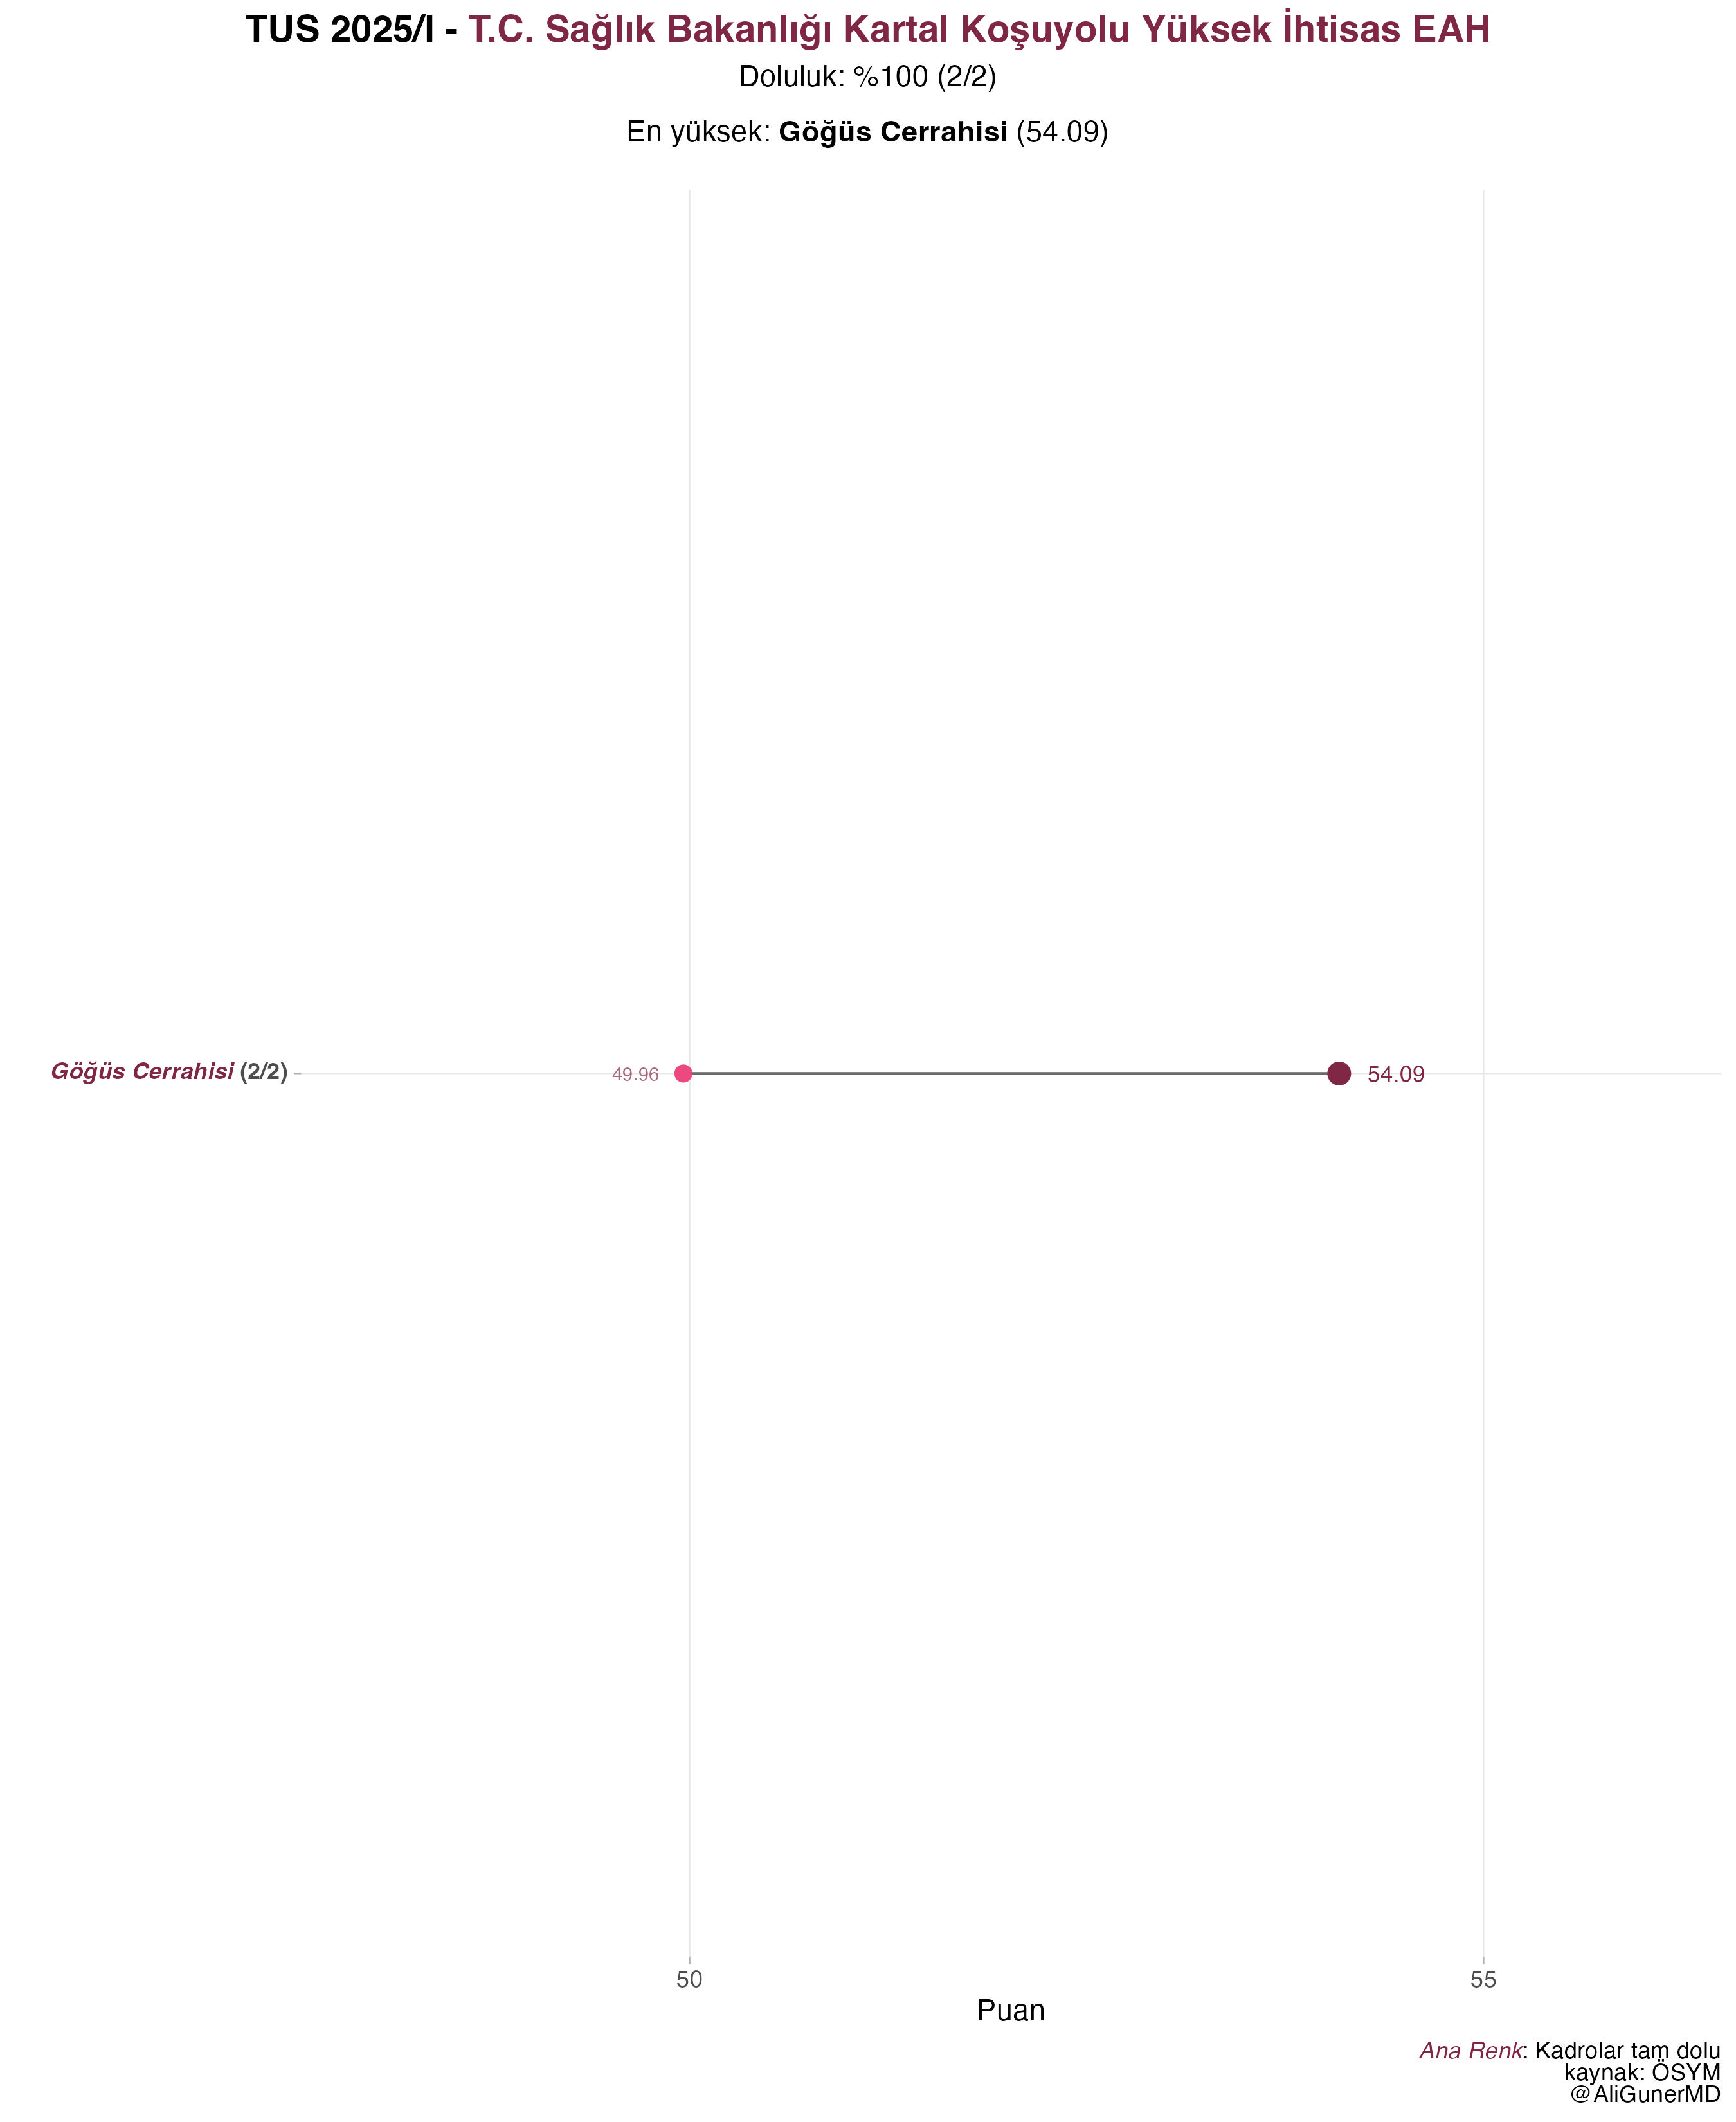 TUS 2025/I - T.C. Sağlık Bakanlığı Kartal Koşuyolu Yüksek İhtisas EAH
Doluluk: %100 (2/2)
En yüksek: Göğüs Cerrahisi (54.09)
Göğüs Cerrahisi (2/2)
49.96
54.09
50
55
Puan
Ana Renk: Kadrolar tam dolu
kaynak: ÖSYM
@AliGunerMD